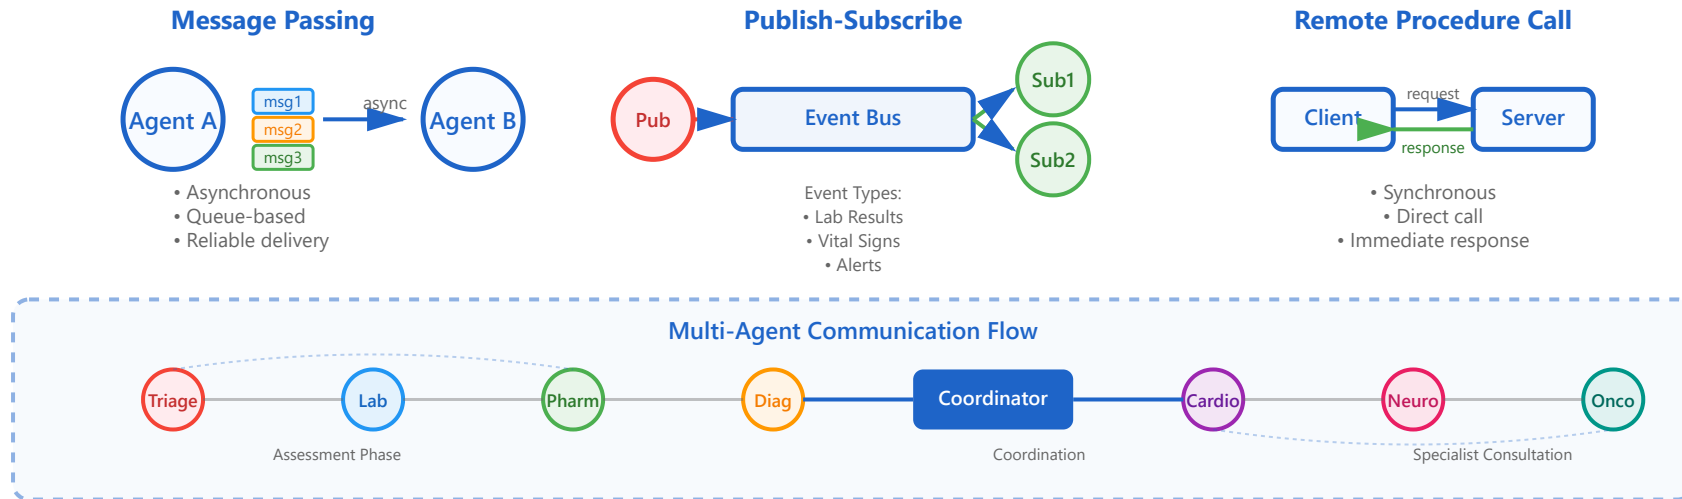 Message Passing
Agent A
msg1
msg2
msg3
async
Agent B
• Asynchronous
• Queue-based
• Reliable delivery
Publish-Subscribe
Pub
Event Bus
Sub1
Sub2
Event Types:
• Lab Results
• Vital Signs
• Alerts
Remote Procedure Call
Client
request
response
Server
• Synchronous
• Direct call
• Immediate response
Multi-Agent Communication Flow
Triage
Lab
Pharm
Diag
Coordinator
Cardio
Neuro
Onco
Assessment Phase
Coordination
Specialist Consultation